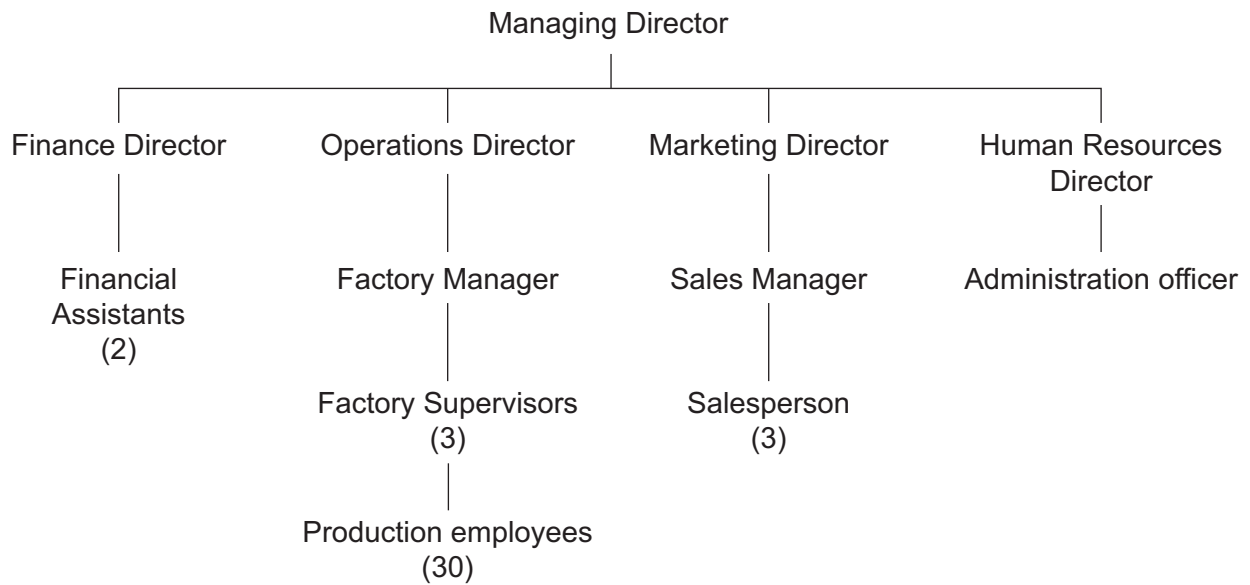 Managing Director
Finance Director
Operations Director
Marketing Director
Human Resources
Director
Financial
Assistants
(2)
Factory Manager
Sales Manager
Administration officer
Factory Supervisors
(3)
Salesperson
(3)
Production employees
(30)